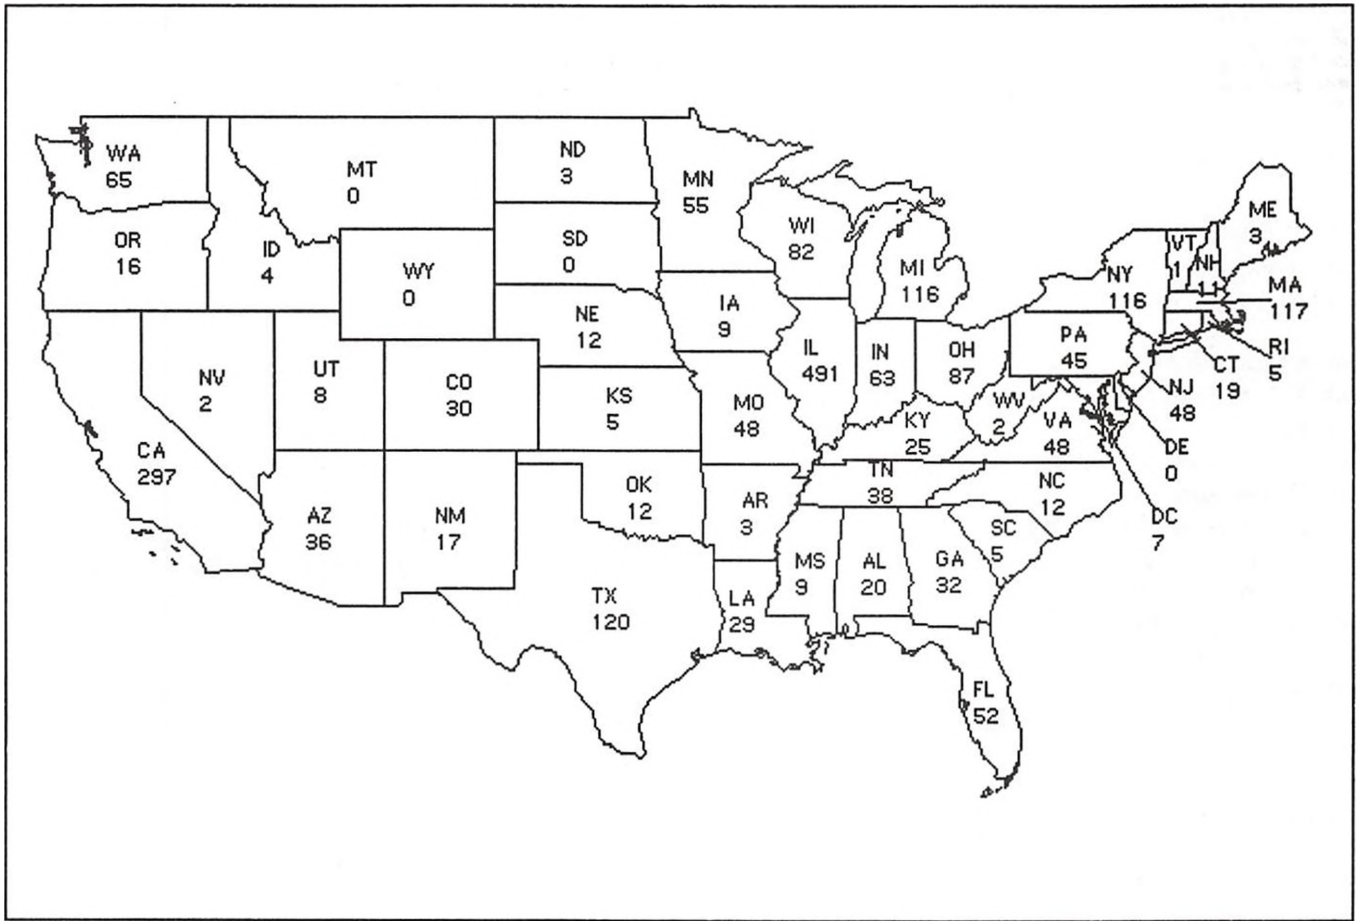 WA
65
MT
0
ND
3
MN
55
OR
16
ID
4
WY
0
SD
0
WI
82
MI
116
NY
116
VT
1
NH
11
ME
3
MA
117
RI
5
CT
19
NJ
48
DE
0
DC
7
NE
12
IA
9
IL
491
IN
63
OH
87
PA
45
NV
2
UT
8
CO
30
KS
5
MO
48
KY
25
WV
2
VA
48
CA
297
AZ
36
NM
17
OK
12
AR
3
TN
38
NC
12
SC
5
TX
120
LA
29
MS
9
AL
20
GA
32
FL
52